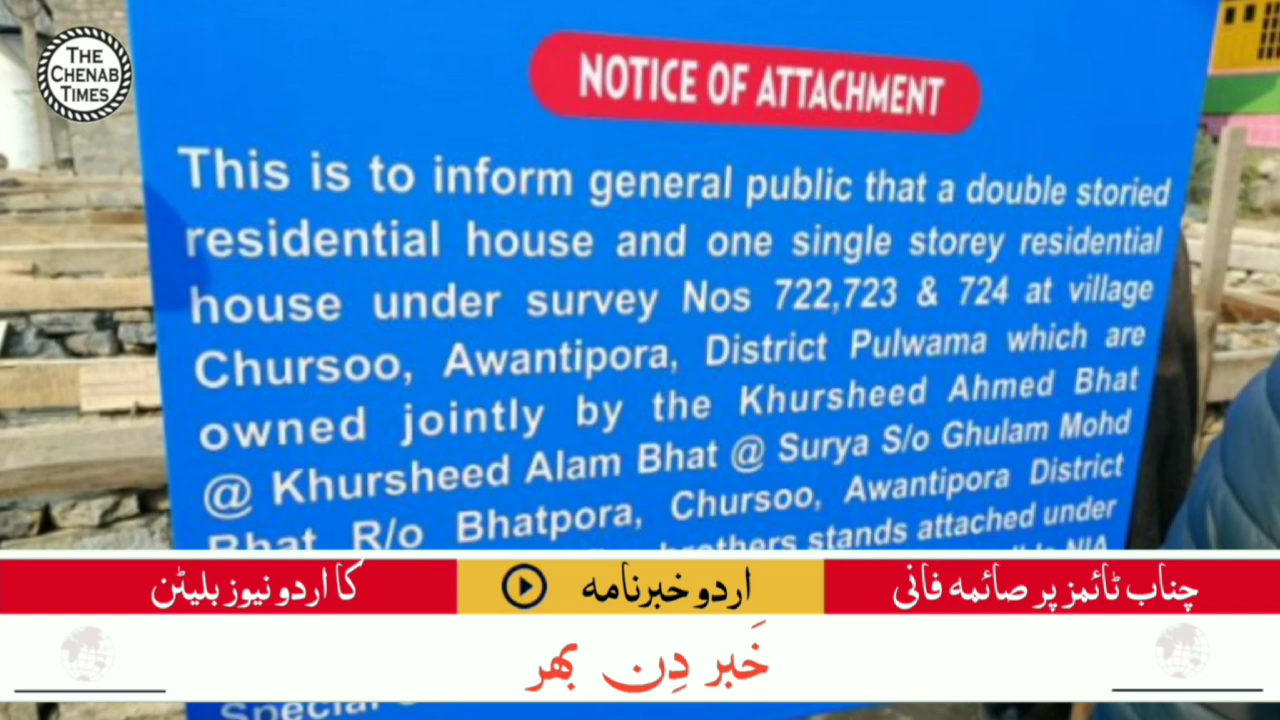 THE
CHENAB
TIMES
NOTICE OF ATTACHMENT
This is to inform general public that a double storied
residential house and one single storey residential
house under survey Nos 722,723 & 724 at village
Chursoo, Awantipora, District Pulwama which are
owned jointly by the Khursheed Ahmed Bhat
@ Khursheed Alam Bhat @ Surya S/o Ghulam Mohd
Bhat R/o Bhatpora, Chursoo, Awantipora District
brothers stands attached under
NIA
چناب ٹائمز پر صائمہ فانی
اردو خبرنامہ
کا اردو نیوز بلیٹن
خَبر دِن بھر
Special